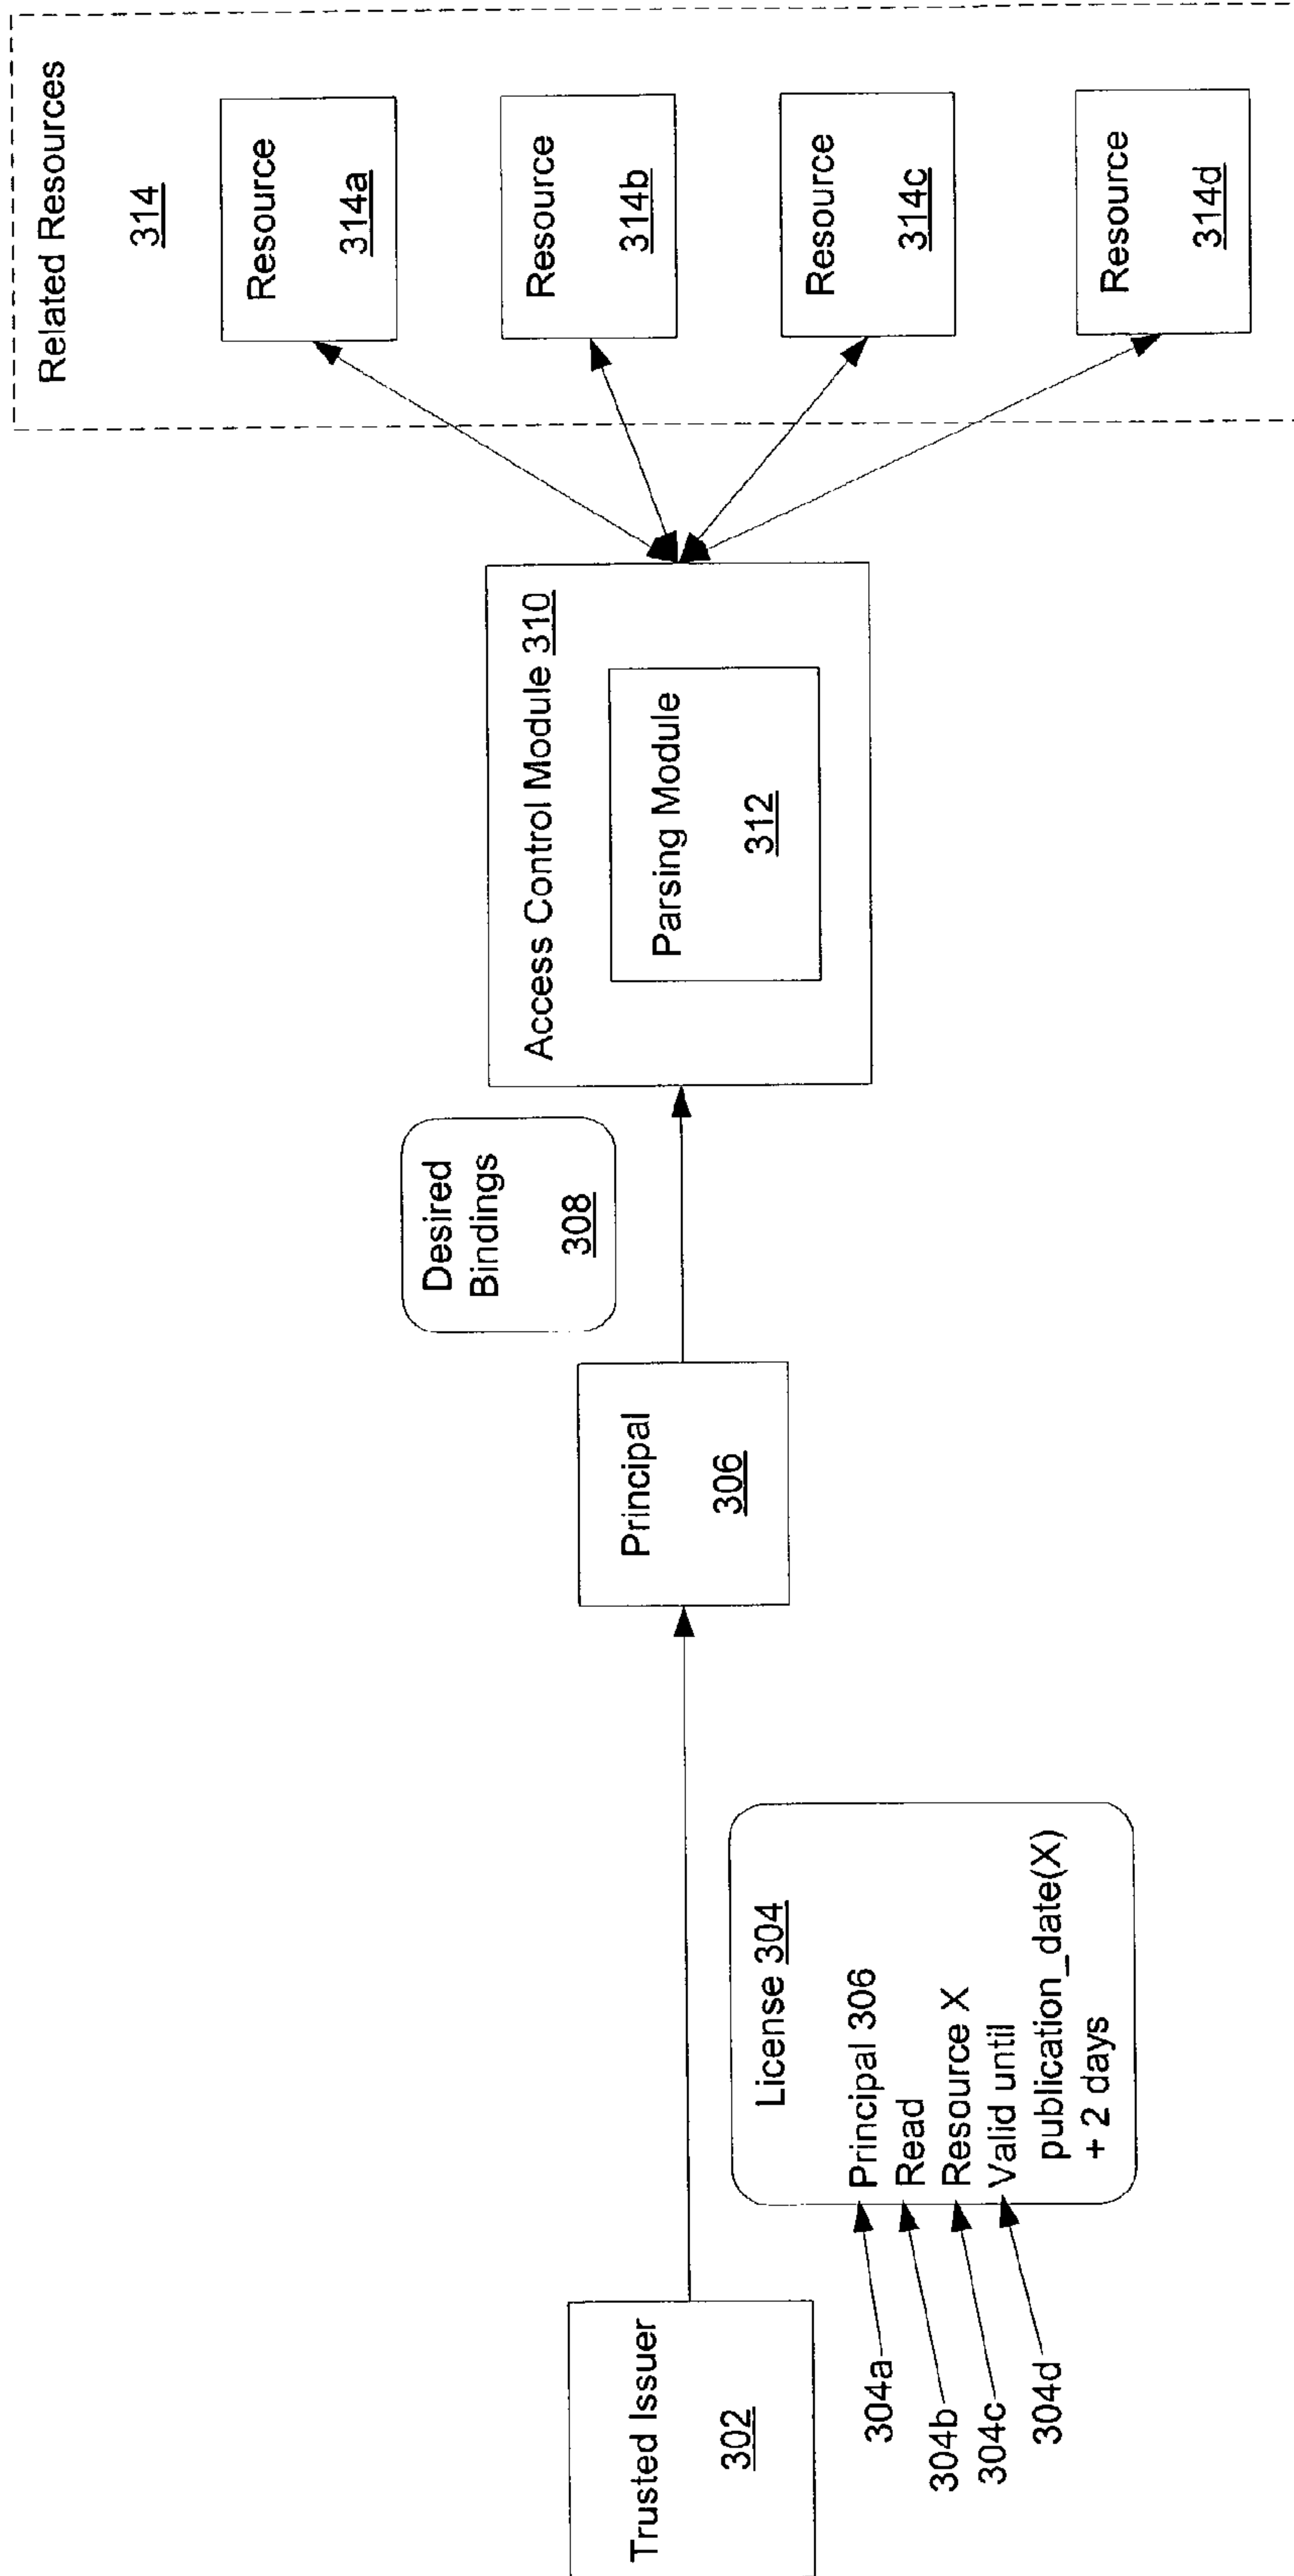 Trusted Issuer
302
304a
304b
304c
304d
License 304
Principal 306
Read
Resource X
Valid until
publication_date(X)
+ 2 days
Principal
306
Desired
Bindings
308
Access Control Module 310
Parsing Module
312
Related Resources
314
Resource
314a
Resource
314b
Resource
314c
Resource
314d